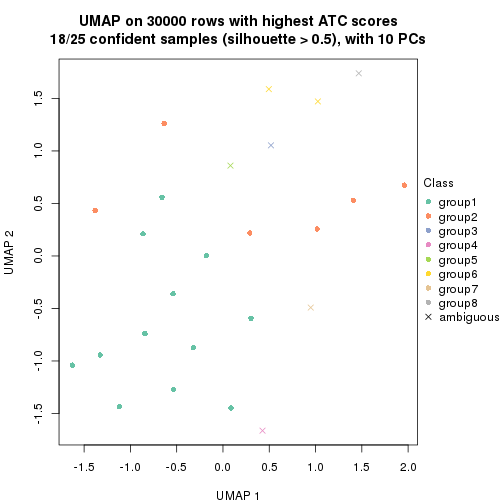 UMAP on 30000 rows with highest ATC scores
18/25 confident samples (silhouette > 0.5), with 10 PCs
UMAP 2
1.5
1.0
0.5
0.0
-0.5
-1.0
-1.5
-1.5 -1.0 -0.5 0.0 0.5 1.0 1.5 2.0
UMAP 1
Class
group1
group2
group3
group4
group5
group6
group7
group8
ambiguous